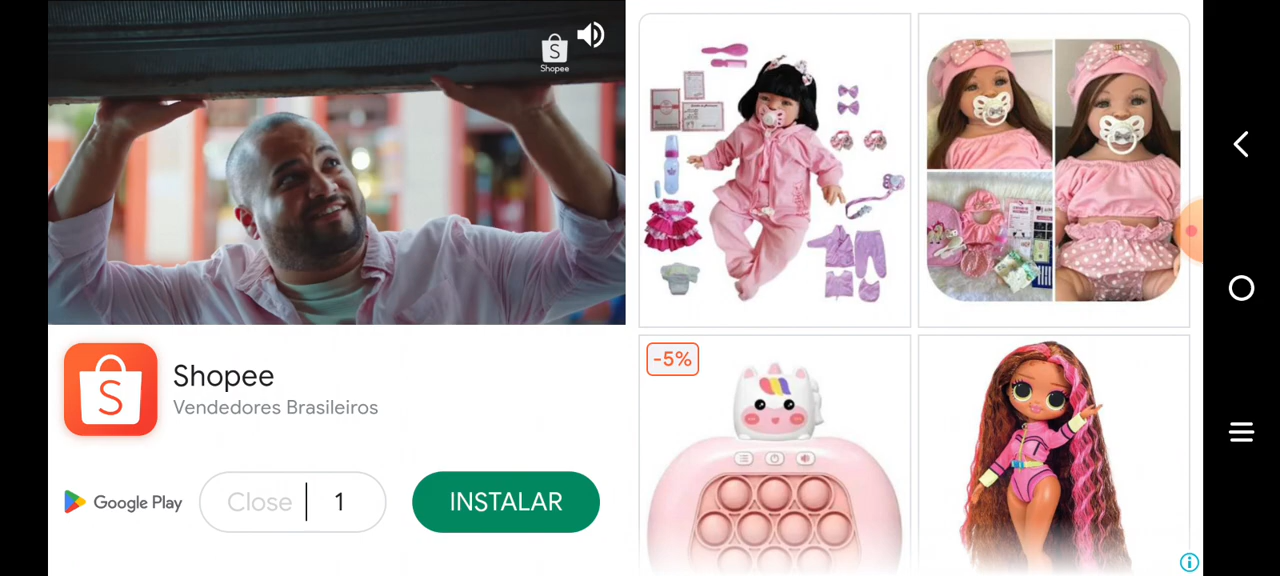 S
Shopee
S
Shopee
Vendedores Brasileiros
Google Play
Close
1
INSTALAR
-5%